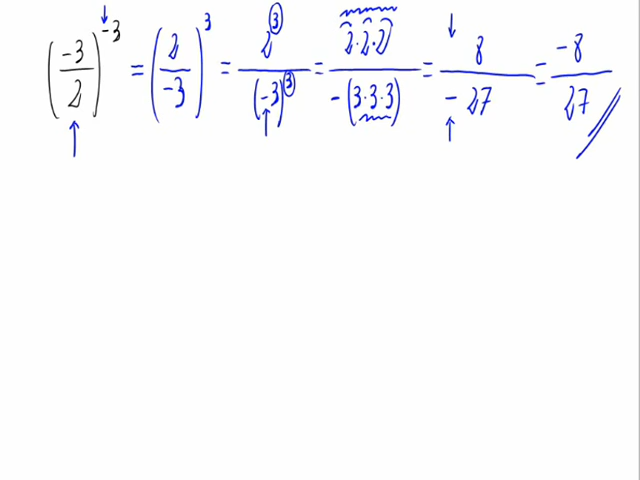 (-3/2)^-3 = (2/-3)^3 = 2^3/(-3)^3 = 2·2·2/-(3·3·3) = 8/-27 = -8/27